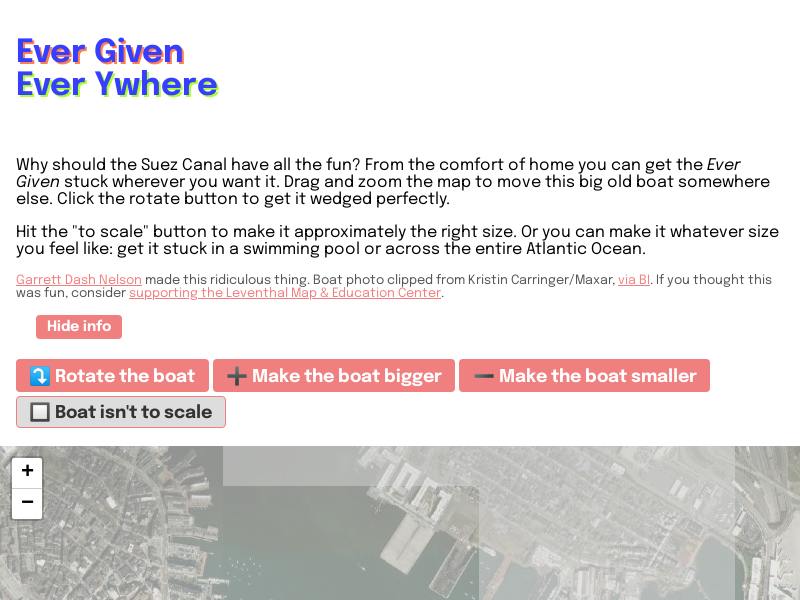 Ever Given
Ever Ywhere
Why should the Suez Canal have all the fun? From the comfort of home you can get the Ever
Given stuck wherever you want it. Drag and zoom the map to move this big old boat somewhere
else. Click the rotate button to get it wedged perfectly.
Hit the "to scale" button to make it approximately the right size. Or you can make it whatever size
you feel like: get it stuck in a swimming pool or across the entire Atlantic Ocean.
Garrett Dash Nelson made this ridiculous thing. Boat photo clipped from Kristin Carringer/Maxar, via BI. If you thought this
was fun, consider supporting the Leventhal Map & Education Center.
Hide info
⤵️ Rotate the boat ➕ Make the boat bigger ➖ Make the boat smaller
🔲 Boat isn't to scale
+
−